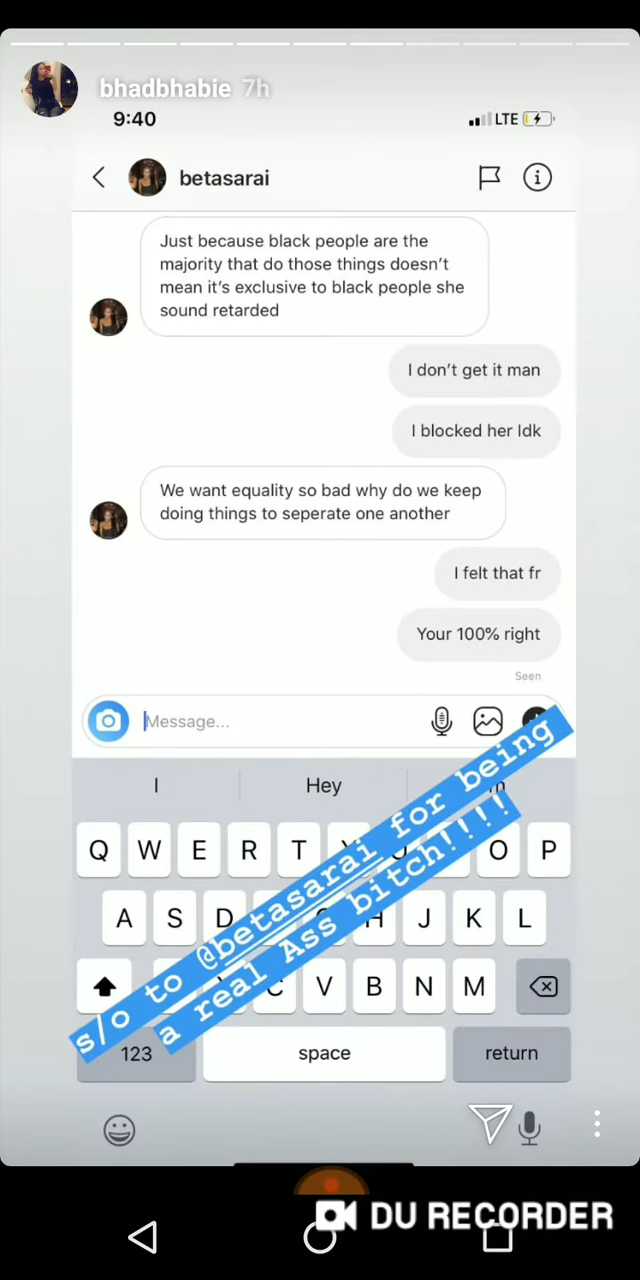 bhadbhabie 7h
9:40
LTE
betasarai
Just because black people are the
majority that do those things doesn't
mean it's exclusive to black people she
sound retarded
I don't get it man
I blocked her Idk
We want equality so bad why do we keep
doing things to seperate one another
I felt that fr
Your 100% right
Seen
Message...
I Hey
s/o to @betasarai for being
a real Ass bitch!!!!
Q W E R T O P
A S D H J K L
C V B N M
123 space return
DU RECORDER